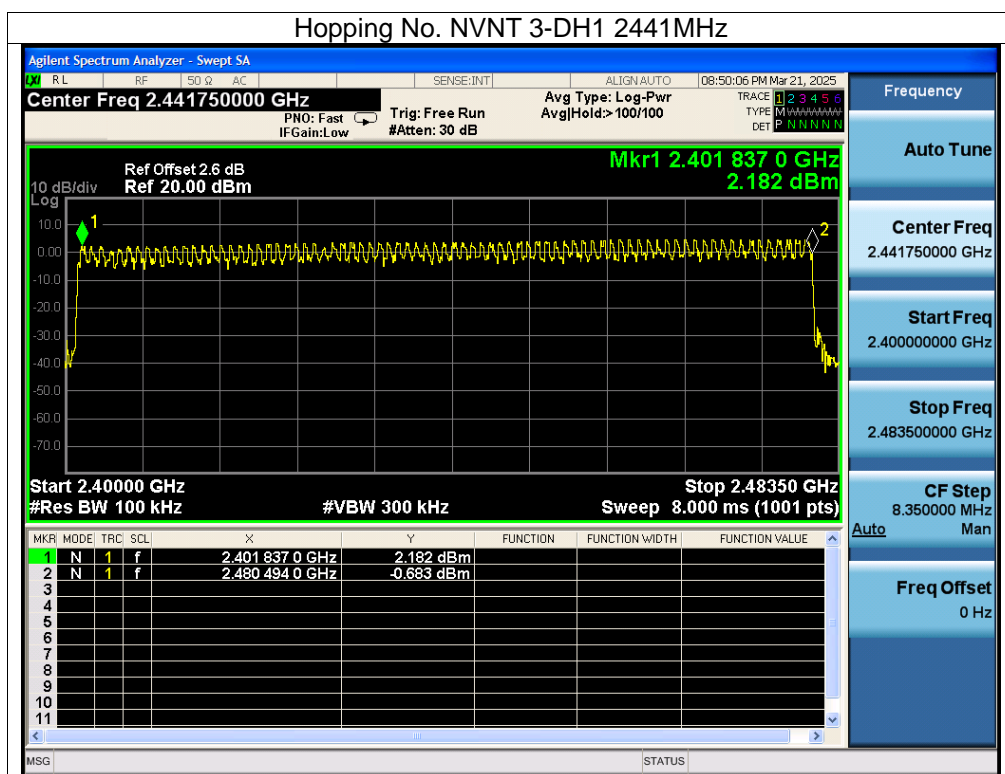 Hopping No. NVNT 3-DH1 2441MHz
Agilent Spectrum Analyzer - Swept SA
LXI RL RF 50 Ω AC SENSE:INT ALIGN AUTO 08:50:06 PM Mar 21, 2025
Center Freq 2.441750000 GHz
PNO: Fast
IFGain:Low
Trig: Free Run
#Atten: 30 dB
Avg Type: Log-Pwr
Avg|Hold:>100/100
TRACE 1 2 3 4 5 6
TYPE M
DET P N N N N N
Mkr1 2.401 837 0 GHz
2.182 dBm
Ref Offset 2.6 dB
10 dB/div Ref 20.00 dBm
Log
10.0
0.00
-10.0
-20.0
-30.0
-40.0
-50.0
-60.0
-70.0
1
2
Start 2.40000 GHz Stop 2.48350 GHz
#Res BW 100 kHz #VBW 300 kHz Sweep 8.000 ms (1001 pts)
MKR MODE TRC SCL X Y FUNCTION FUNCTION WIDTH FUNCTION VALUE
1 N 1 f 2.401 837 0 GHz 2.182 dBm
2 N 1 f 2.480 494 0 GHz -0.683 dBm
3
4
5
6
7
8
9
10
11
MSG STATUS
Frequency
Auto Tune
Center Freq
2.441750000 GHz
Start Freq
2.400000000 GHz
Stop Freq
2.483500000 GHz
CF Step
8.350000 MHz
Auto Man
Freq Offset
0 Hz